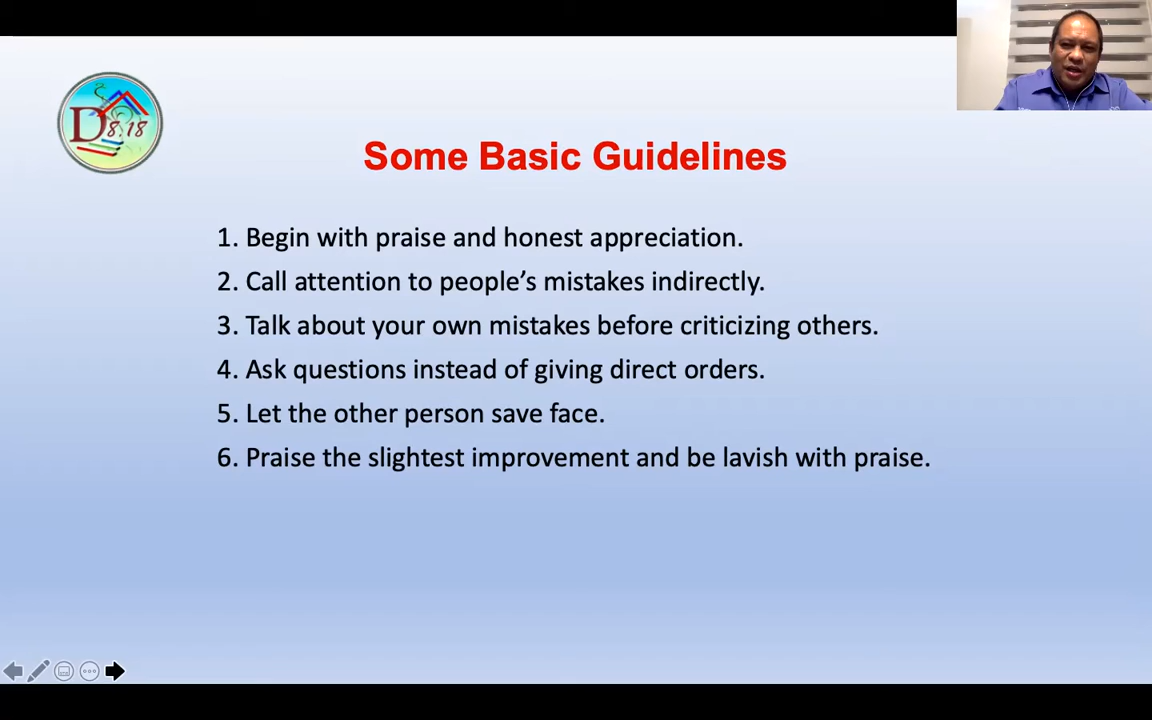 D8.18
Some Basic Guidelines
1. Begin with praise and honest appreciation.
2. Call attention to people’s mistakes indirectly.
3. Talk about your own mistakes before criticizing others.
4. Ask questions instead of giving direct orders.
5. Let the other person save face.
6. Praise the slightest improvement and be lavish with praise.